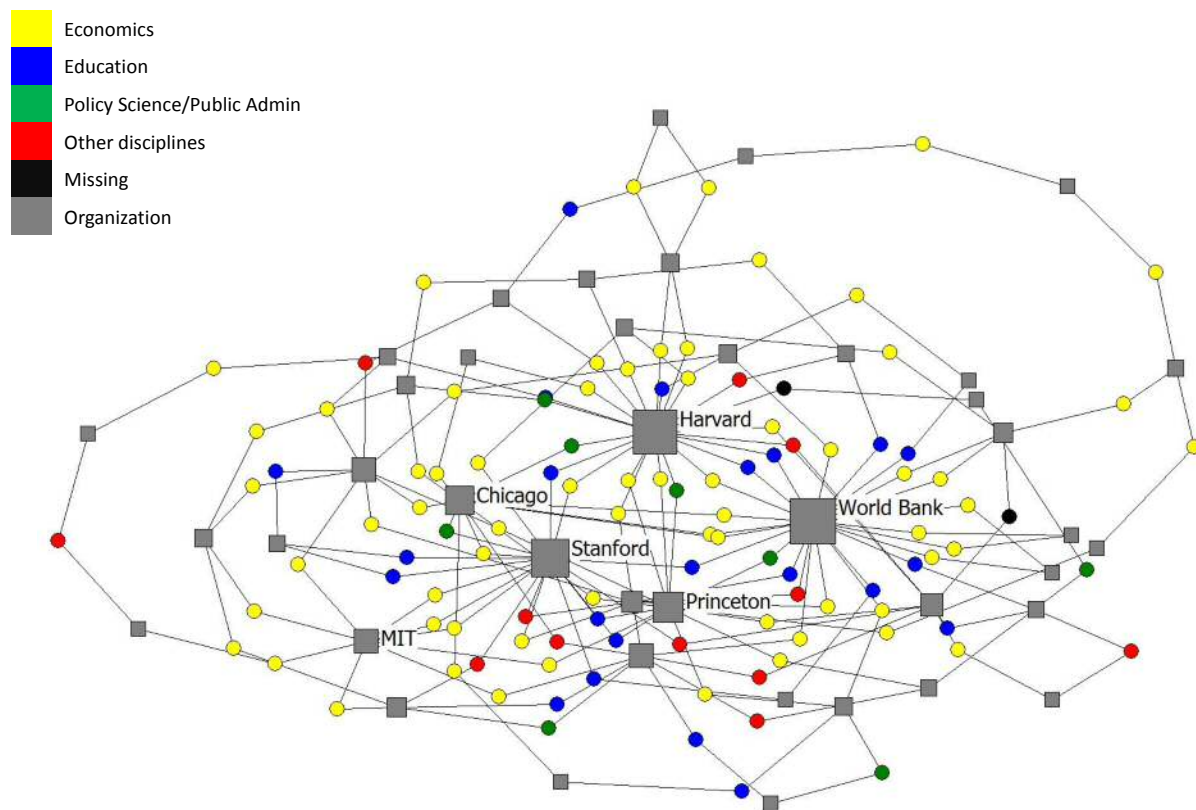 Economics
Education
Policy Science/Public Admin
Other disciplines
Missing
Organization
Harvard
Chicago
World Bank
Stanford
Princeton
MIT